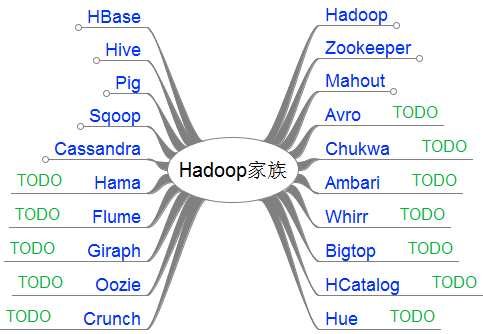 HBase
Hive
Pig
Sqoop
Cassandra
TODO Hama
TODO Flume
TODO Giraph
TODO Oozie
TODO Crunch
Hadoop家族
Hadoop
Zookeeper
Mahout
Avro TODO
Chukwa TODO
Ambari TODO
Whirr TODO
Bigtop TODO
HCatalog TODO
Hue TODO